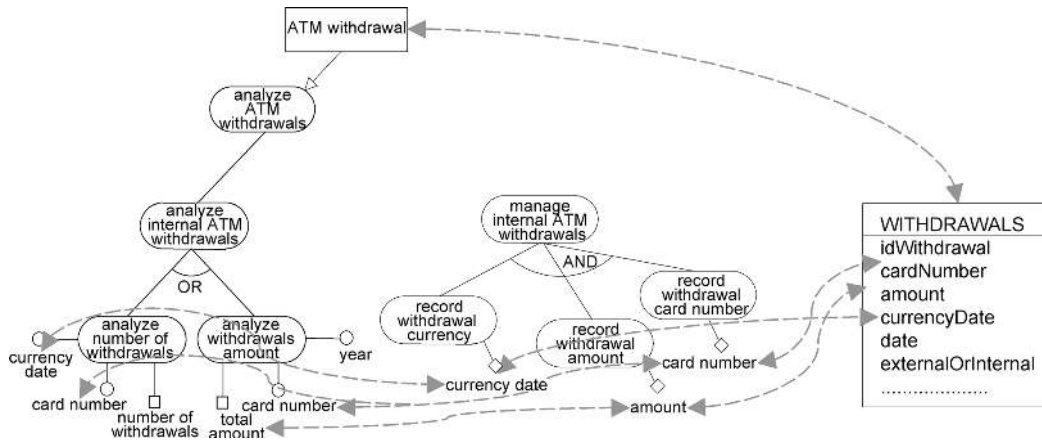 ATM withdrawal
analyze
ATM
withdrawals
analyze
internal ATM
withdrawals
OR
analyze
number of
withdrawals
analyze
withdrawals
amount
currency
date
year
card number
number of
withdrawals
total
amount
card number
manage
internal ATM
withdrawals
AND
record
withdrawal
currency
record
withdrawal
amount
record
withdrawal
card number
currency date
amount
card number
WITHDRAWALS
idWithdrawal
cardNumber
amount
currencyDate
date
externalOrInternal
.......................